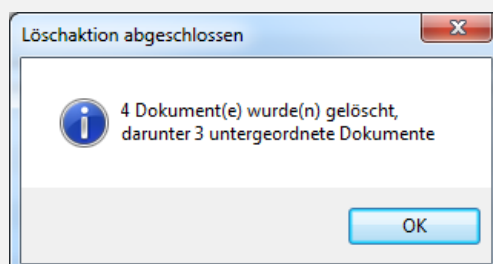 Löschaktion abgeschlossen
4 Dokument(e) wurde(n) gelöscht,
darunter 3 untergeordnete Dokumente
OK